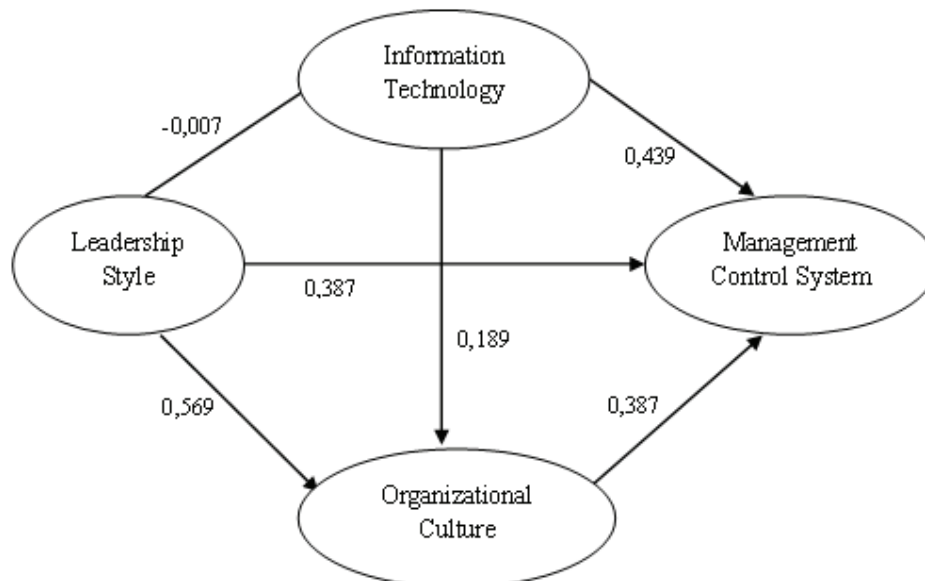 Information
Technology
-0,007
0,439
Leadership
Style
Management
Control System
0,387
0,189
0,569
0,387
Organizational
Culture